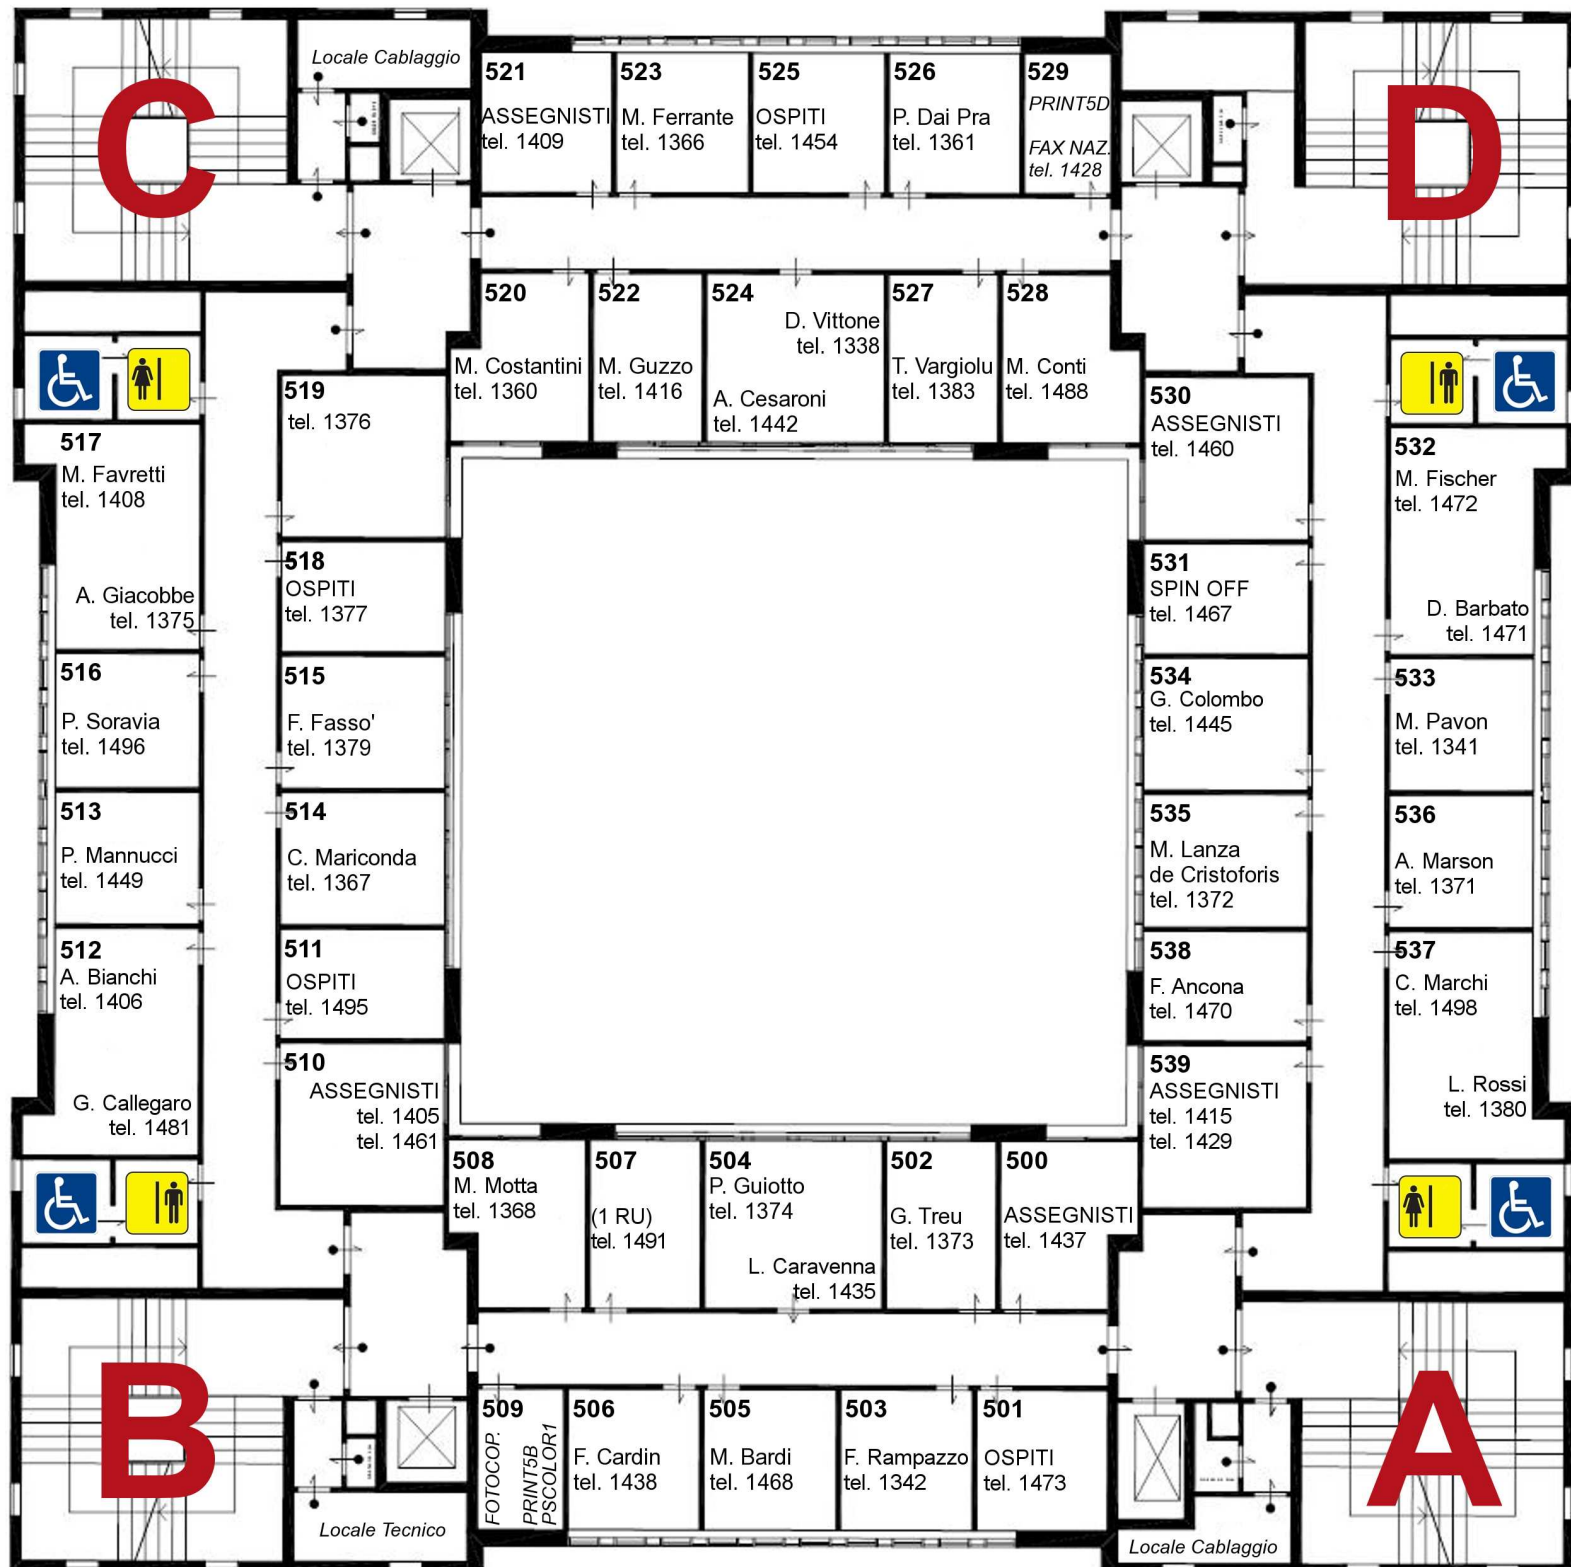 C
Locale Cablaggio
521
ASSEGNISTI
tel. 1409
523
M. Ferrante
tel. 1366
525
OSPITI
tel. 1454
526
P. Dai Pra
tel. 1361
529
PRINT5D
FAX NAZ.
tel. 1428
D
520
M. Costantini
tel. 1360
522
M. Guzzo
tel. 1416
524
D. Vittone
tel. 1338
A. Cesaroni
tel. 1442
527
T. Vargiolu
tel. 1383
528
M. Conti
tel. 1488
517
M. Favretti
tel. 1408
A. Giacobbe
tel. 1375
519
tel. 1376
530
ASSEGNISTI
tel. 1460
532
M. Fischer
tel. 1472
D. Barbato
tel. 1471
518
OSPITI
tel. 1377
531
SPIN OFF
tel. 1467
516
P. Soravia
tel. 1496
515
F. Fasso'
tel. 1379
534
G. Colombo
tel. 1445
533
M. Pavon
tel. 1341
513
P. Mannucci
tel. 1449
514
C. Mariconda
tel. 1367
535
M. Lanza
de Cristoforis
tel. 1372
536
A. Marson
tel. 1371
512
A. Bianchi
tel. 1406
G. Callegaro
tel. 1481
511
OSPITI
tel. 1495
538
F. Ancona
tel. 1470
537
C. Marchi
tel. 1498
L. Rossi
tel. 1380
510
ASSEGNISTI
tel. 1405
tel. 1461
539
ASSEGNISTI
tel. 1415
tel. 1429
508
M. Motta
tel. 1368
507
(1 RU)
tel. 1491
504
P. Guiotto
tel. 1374
L. Caravenna
tel. 1435
502
G. Treu
tel. 1373
500
ASSEGNISTI
tel. 1437
B
Locale Tecnico
509
FOTOCOP.
PRINT5B
PSCOLOR1
506
F. Cardin
tel. 1438
505
M. Bardi
tel. 1468
503
F. Rampazzo
tel. 1342
501
OSPITI
tel. 1473
Locale Cablaggio
A